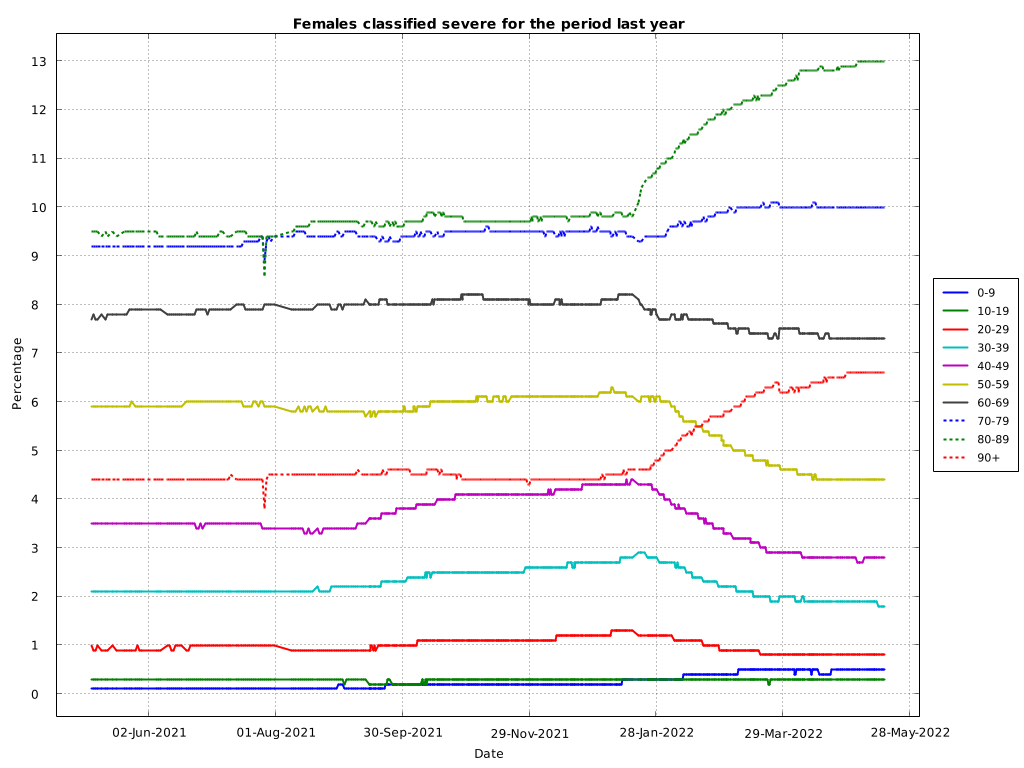 Females classified severe for the period last year
13
12
11
10
9
8
7
6
5
4
3
2
1
0
Percentage
02-Jun-2021
01-Aug-2021
30-Sep-2021
29-Nov-2021
28-Jan-2022
29-Mar-2022
28-May-2022
Date
0-9
10-19
20-29
30-39
40-49
50-59
60-69
70-79
80-89
90+